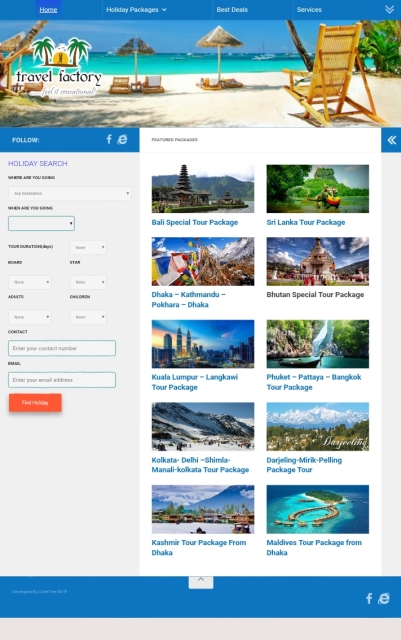 Home
Holiday Packages
Best Deals
Services
travel factory
feel it sensational!
FOLLOW:
FEATURED PACKAGES
HOLIDAY SEARCH
WHERE ARE YOU GOING
Any Destination
WHEN ARE YOU GOING
TOUR DURATION(days)
None
BOARD
STAR
None
None
ADULTS
CHILDREN
None
None
CONTACT
Enter your contact number
EMAIL
Enter your email address
Find Holiday
Bali Special Tour Package
Sri Lanka Tour Package
Dhaka – Kathmandu –
Pokhara – Dhaka
Bhutan Special Tour Package
Kuala Lumpur – Langkawi
Tour Package
Phuket – Pattaya – Bangkok
Tour Package
Kolkata- Delhi –Shimla-
Manali-kolkata Tour Package
Darjeeling
Darjeling-Mirik-Pelling
Package Tour
Kashmir Tour Package From
Dhaka
Maldives Tour Package from
Dhaka